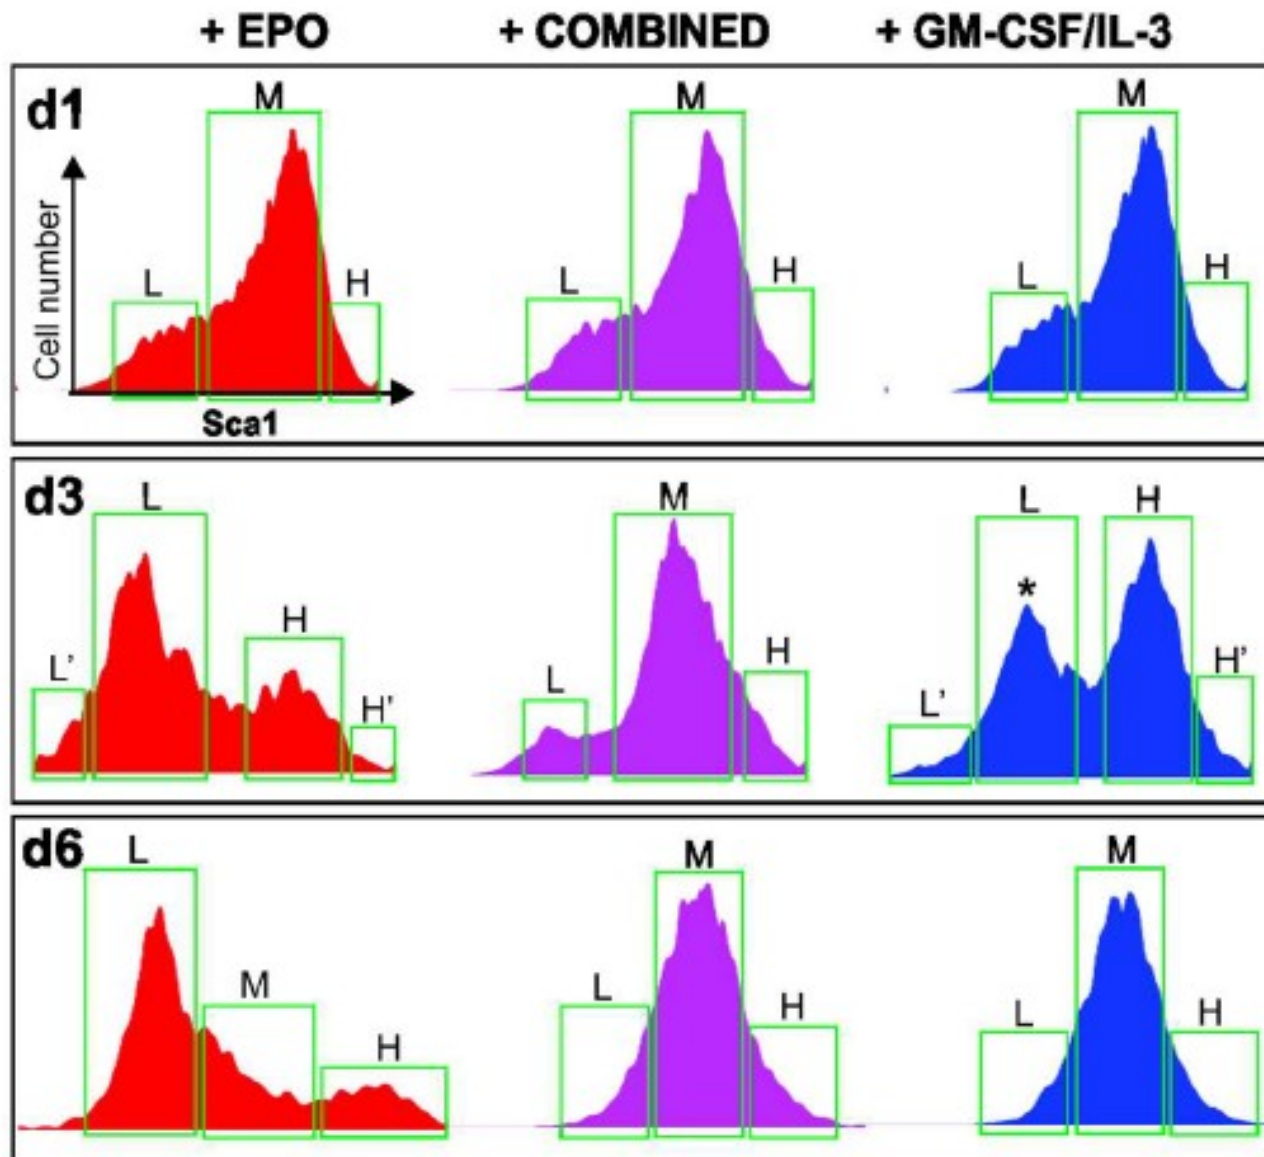 + EPO + COMBINED + GM-CSF/IL-3
d1 M M M
L H L H L H
Cell number
Sca1
d3 L M L H
*
L' H H' L H L' H'
d6 L M M
M H L H L H